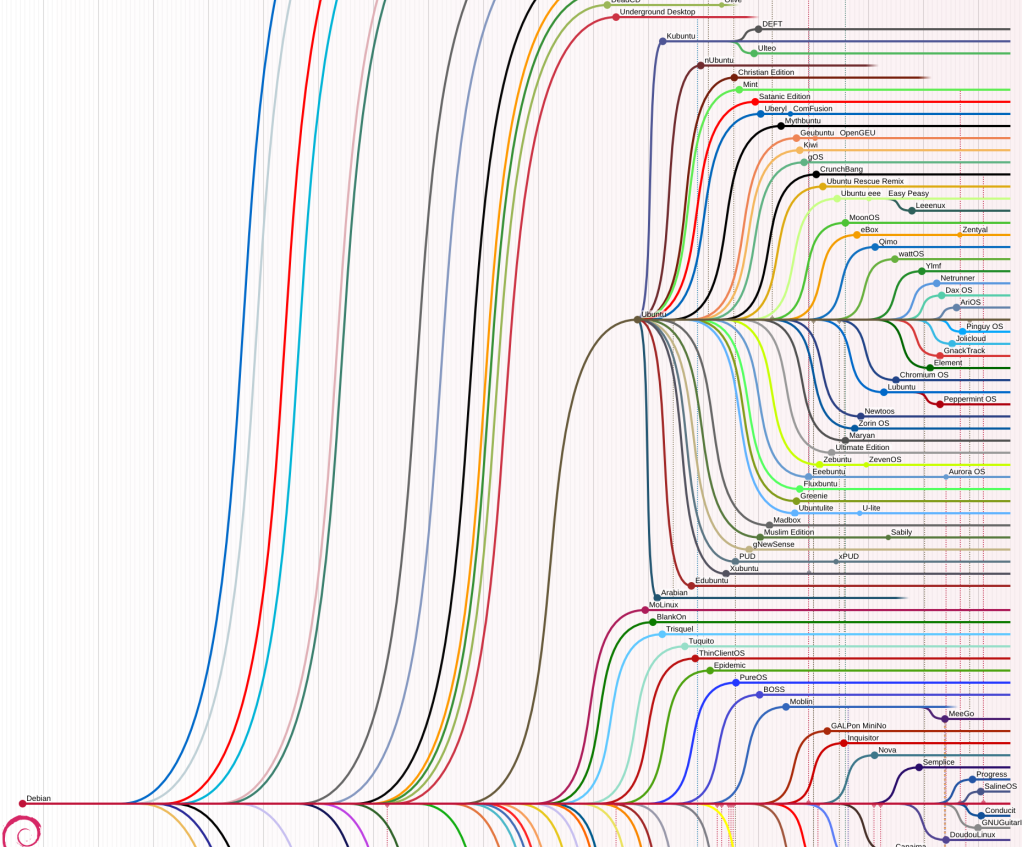 DeadCD Olive
Underground Desktop
DEFT
Kubuntu
Ulteo
nUbuntu
Christian Edition
Mint
Satanic Edition
Uberyl ComFusion
Mythbuntu
Geubuntu OpenGEU
Kiwi
gOS
CrunchBang
Ubuntu Rescue Remix
Ubuntu eee Easy Peasy
Leeenux
MoonOS
eBox Zentyal
Qimo
wattOS
Ylmf
Netrunner
Dax OS
AriOS
Ubuntu
Pinguy OS
Jolicloud
GnackTrack
Element
Chromium OS
Lubuntu
Peppermint OS
Newtoos
Zorin OS
Maryan
Ultimate Edition
Zebuntu ZevenOS
Eeebuntu Aurora OS
Fluxbuntu
Greenie
Ubuntulite U-lite
Madbox
Muslim Edition Sabily
gNewSense
PUD xPUD
Xubuntu
Edubuntu
Arabian
MoLinux
BlankOn
Trisquel
Tuquito
ThinClientOS
Epidemic
PureOS
BOSS
Moblin
MeeGo
GALPon MiniNo
Inquisitor
Nova
Semplice
Progress
SalineOS
Debian
Conducit
GNUGuitarI
DoudouLinux
Canaima